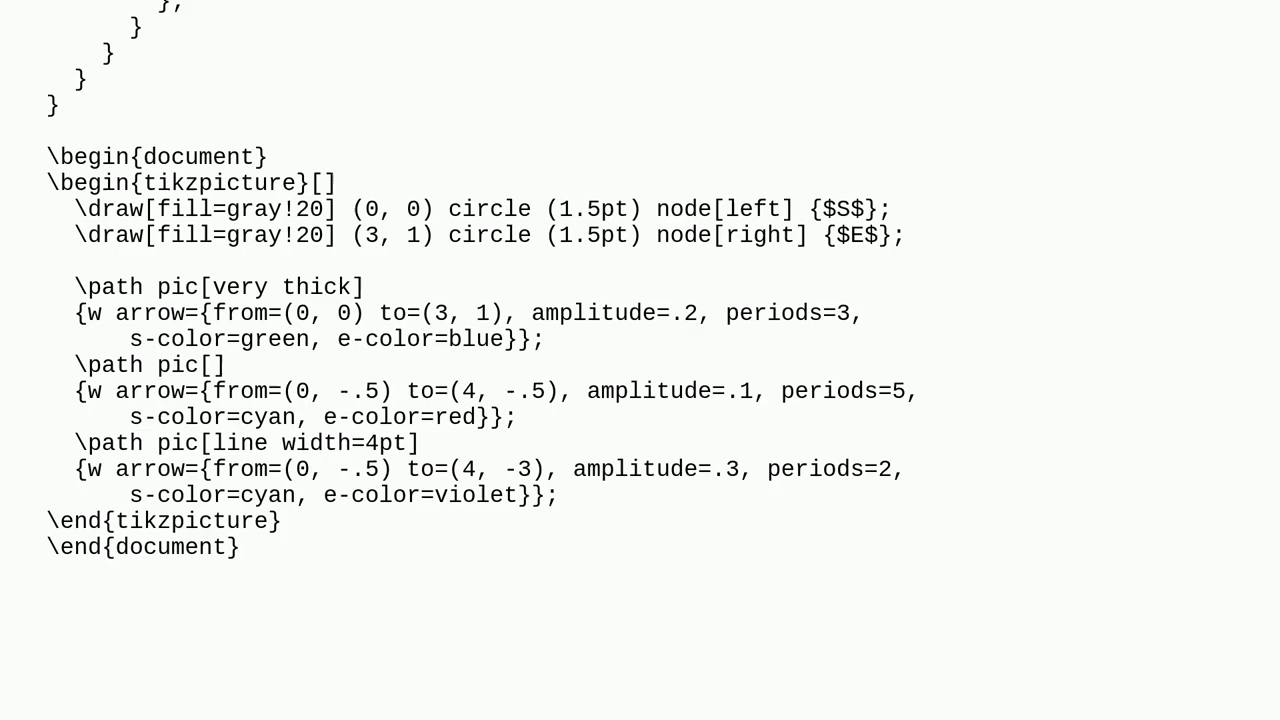 },
}
}
}
}
\begin{document}
\begin{tikzpicture}[]
\draw[fill=gray!20] (0, 0) circle (1.5pt) node[left] {$S$};
\draw[fill=gray!20] (3, 1) circle (1.5pt) node[right] {$E$};
\path pic[very thick]
{w arrow={from=(0, 0) to=(3, 1), amplitude=.2, periods=3,
s-color=green, e-color=blue}};
\path pic[]
{w arrow={from=(0, -.5) to=(4, -.5), amplitude=.1, periods=5,
s-color=cyan, e-color=red}};
\path pic[line width=4pt]
{w arrow={from=(0, -.5) to=(4, -3), amplitude=.3, periods=2,
s-color=cyan, e-color=violet}};
\end{tikzpicture}
\end{document}